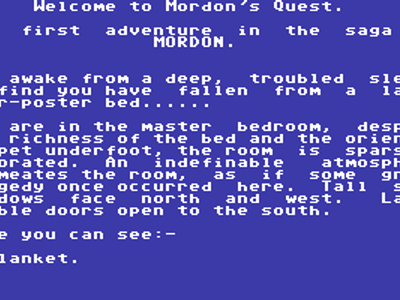 Welcome to Mordon's Quest.
first adventure in the saga
MORDON.
awake from a deep, troubled sle
find you have fallen from a la
r-poster bed......
are in the master bedroom, desp
richness of the bed and the orien
pet underfoot, the room is spar
orated. An indefinable atmosph
meates the room, as if some gr
gedy once occurred here. Tall s
dows face north and west. La
ble doors open to the south.
e you can see:-
lanket.